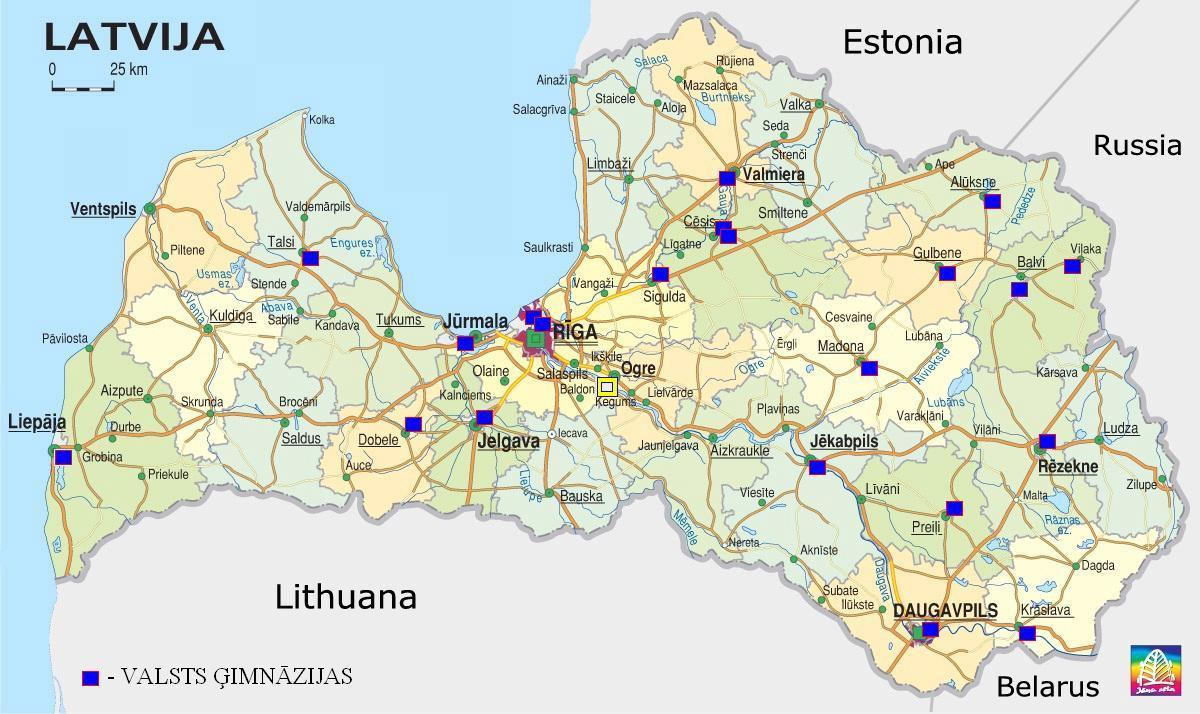 LATVIJA
0 25 km
Estonia
Russia
Lithuana
Belarus
- VALSTS ĢIMNĀZIJAS
Ainaži
Salaca
Rūjiena
Mazsalaca
Burtnieks
Staicele
Aloja
Salacgrīva
Valka
Kolka
Seda
Strenči
Limbaži
Valmiera
Ape
Alūksne
Pededze
Gauja
Smiltene
Ventspils
Valdemārpils
Cēsis
Talsi
Engures ez.
Saulkrasti
Līgatne
Gulbene
Balvi
Viļaka
Piltene
Usmas ez.
Stende
Vangaži
Sigulda
Venta
Abava
Kuldīga
Sabile
Kandava
Tukums
Jūrmala
RĪGA
Cesvaine
Lubāna
Pāvilosta
Ērgļi
Madona
Ikšķile
Ogre
Ogre
Aiviekste
Olaine
Salaspils
Kārsava
Aizpute
Kalnciems
Baldon
Ķegums
Lielvārde
Lubāns
Skrunda
Brocēni
Pļaviņas
Varakļāni
Liepāja
Durbe
Saldus
Dobele
Jelgava
Iecava
Jaunjelgava
Aizkraukle
Jēkabpils
Viļāni
Ludza
Grobiņa
Auce
Rēzekne
Priekule
Lielupe
Bauska
Viesīte
Līvāni
Malta
Zilupe
Mēmele
Preiļi
Rāznas ez.
Nereta
Aknīste
Daugava
Dagda
Subate
Ilūkste
DAUGAVPILS
Krāslava
Jāņa sēta